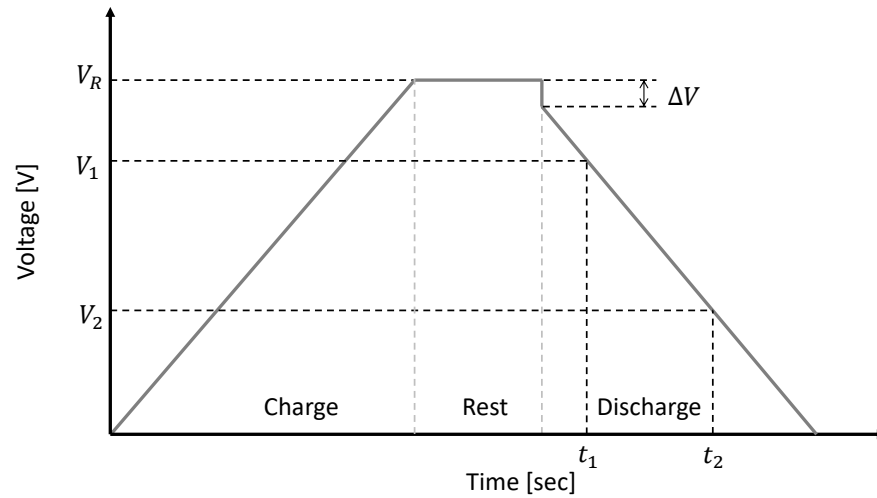 V_R
ΔV
V_1
Voltage [V]
V_2
Charge Rest Discharge
t_1 t_2
Time [sec]